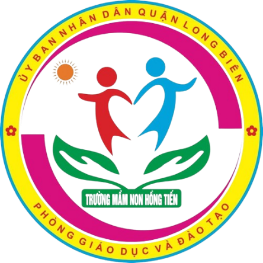 ỦY BAN NHÂN DÂN QUẬN LONG BIÊN
TRƯỜNG MẦM NON HỒNG TIẾN
PHÒNG GIÁO DỤC VÀ ĐÀO TẠO